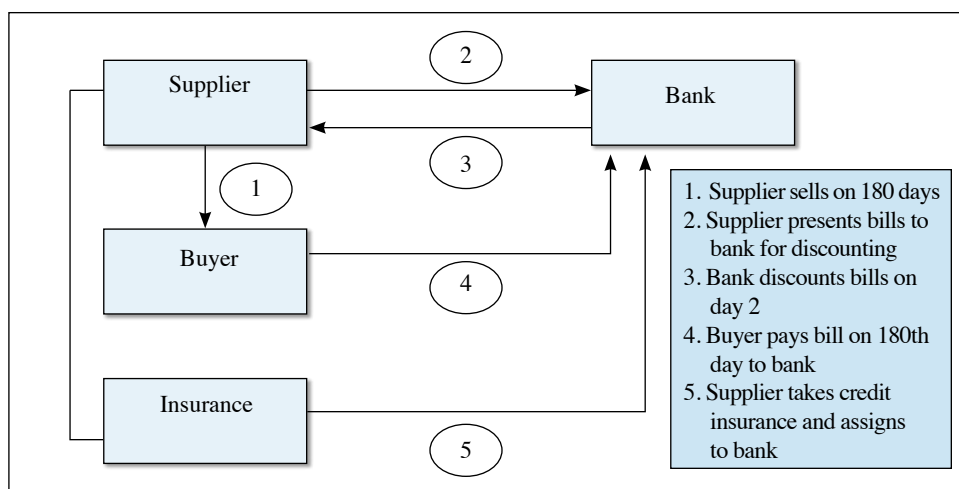 2
Supplier
Bank
3
1
Buyer
4
Insurance
5
1. Supplier sells on 180 days
2. Supplier presents bills to
bank for discounting
3. Bank discounts bills on
day 2
4. Buyer pays bill on 180th
day to bank
5. Supplier takes credit
insurance and assigns
to bank